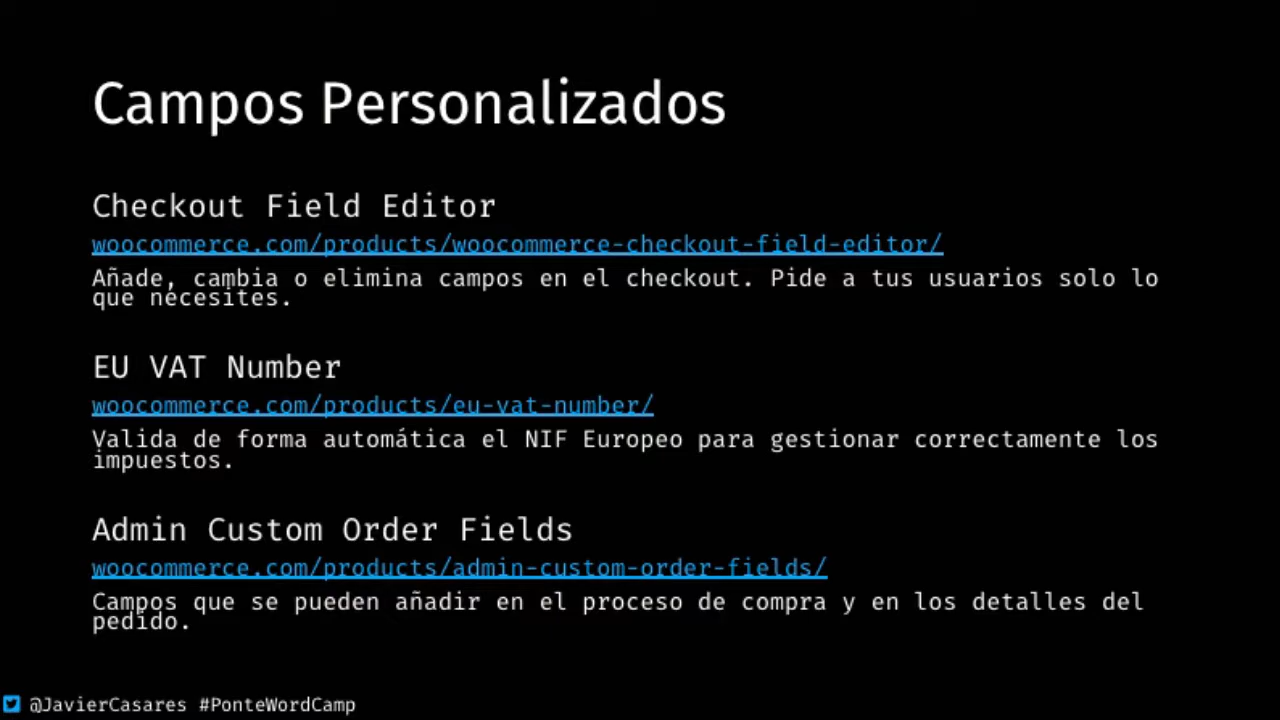 Campos Personalizados
Checkout Field Editor
woocommerce.com/products/woocommerce-checkout-field-editor/
Añade, cambia o elimina campos en el checkout. Pide a tus usuarios solo lo
que necesites.
EU VAT Number
woocommerce.com/products/eu-vat-number/
Valida de forma automática el NIF Europeo para gestionar correctamente los
impuestos.
Admin Custom Order Fields
woocommerce.com/products/admin-custom-order-fields/
Campos que se pueden añadir en el proceso de compra y en los detalles del
pedido.
@JavierCasares #PonteWordCamp